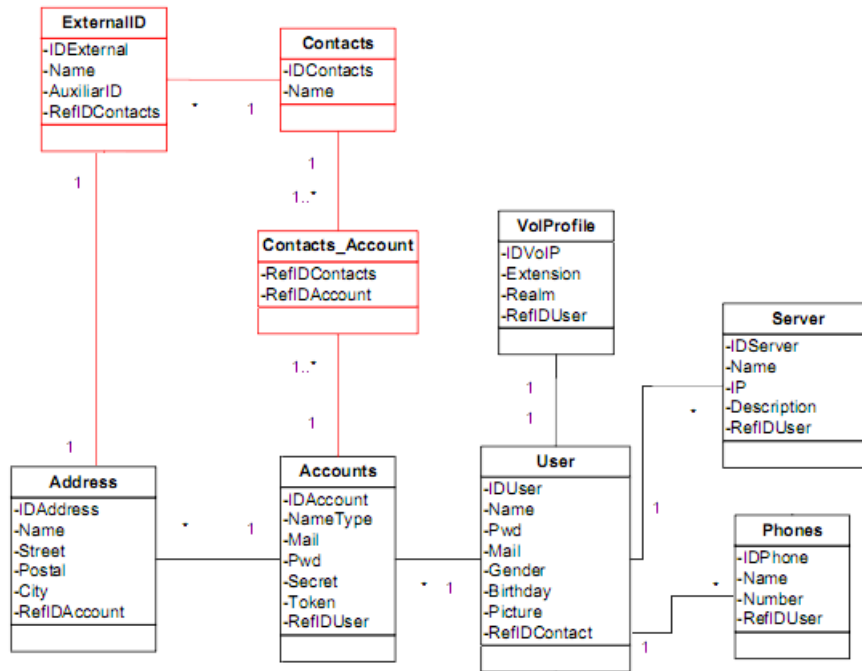 ExternalID
-IDExternal
-Name
-AuxiliarID
-RefIDContacts
Contacts
-IDContacts
-Name
*
1
1
1
1..*
Contacts_Account
-RefIDContacts
-RefIDAccount
VoIProfile
-IDVoIP
-Extension
-Realm
-RefIDUser
Server
-IDServer
-Name
-IP
-Description
-RefIDUser
1..*
1
1
1
*
1
Address
-IDAddress
-Name
-Street
-Postal
-City
-RefIDAccount
*
1
Accounts
-IDAccount
-NameType
-Mail
-Pwd
-Secret
-Token
-RefIDUser
*
1
User
-IDUser
-Name
-Pwd
-Mail
-Gender
-Birthday
-Picture
-RefIDContact
1
1
*
Phones
-IDPhone
-Name
-Number
-RefIDUser